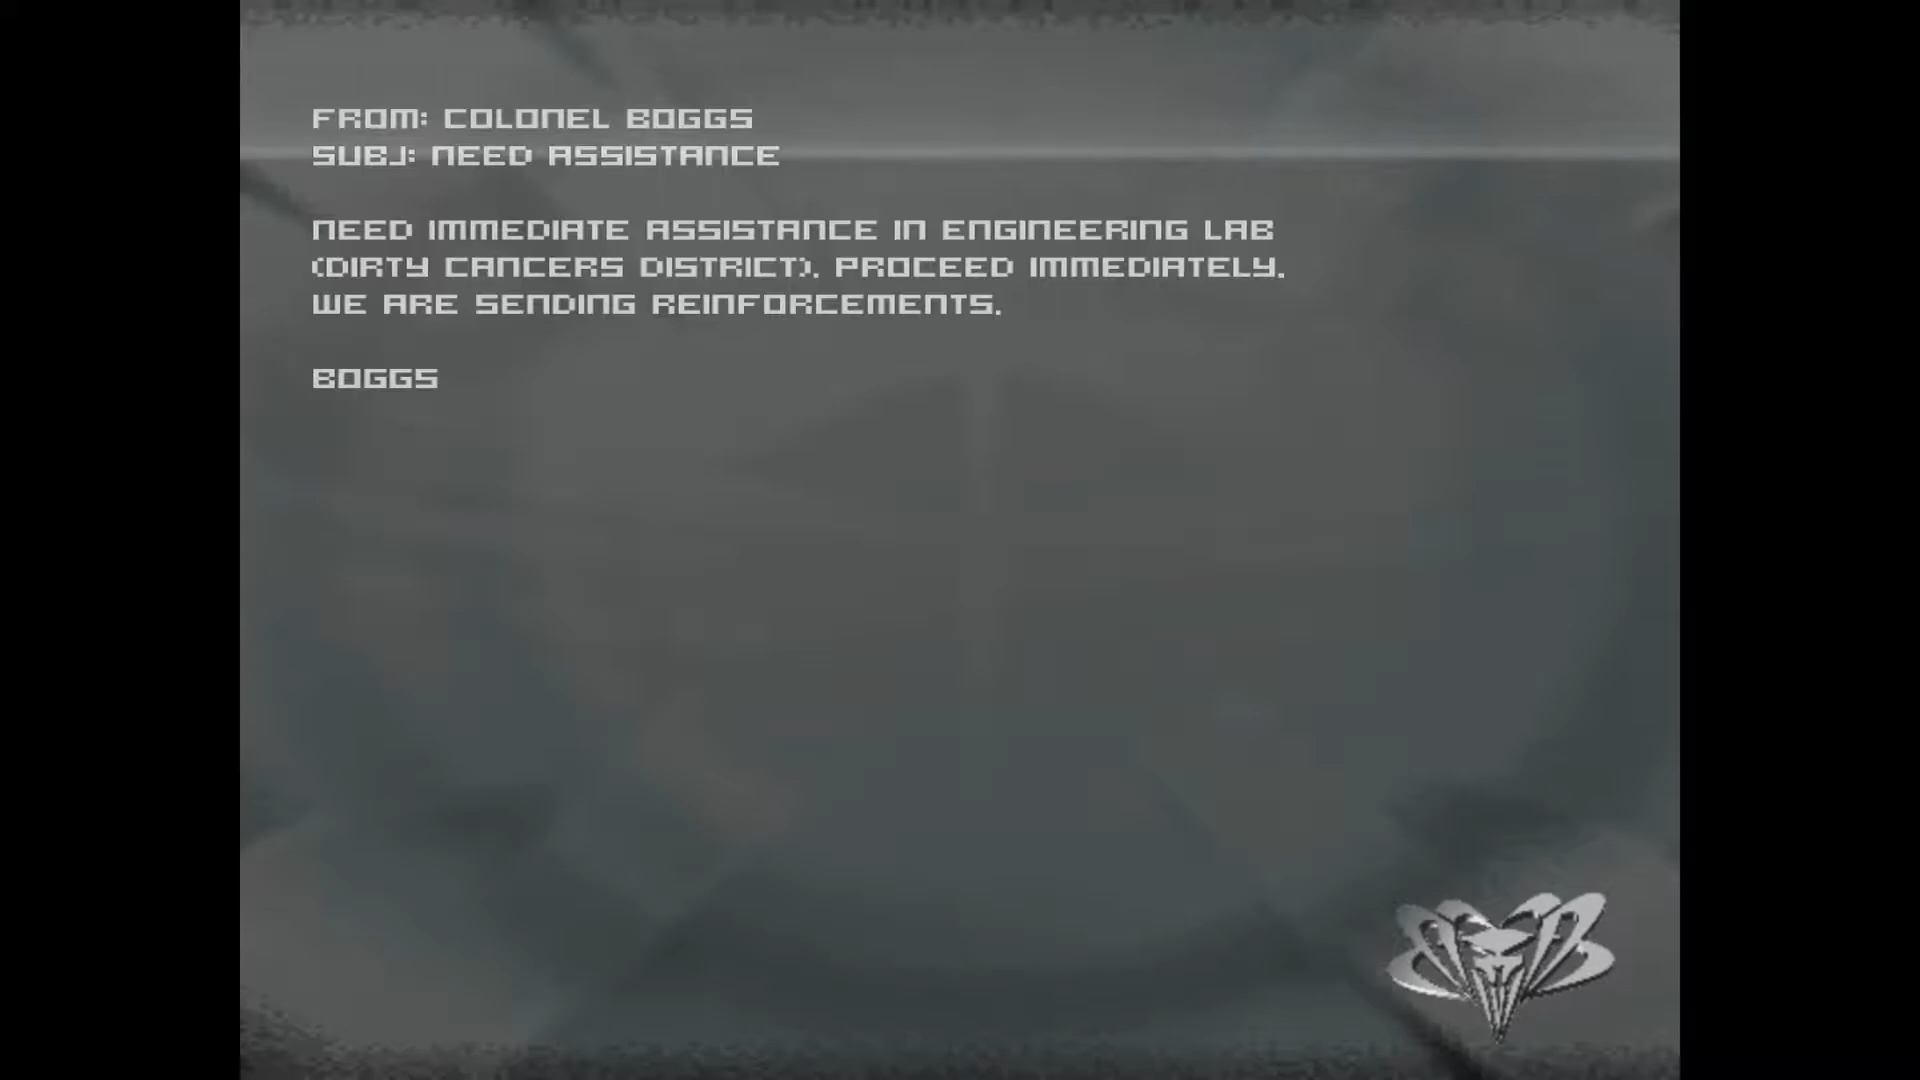 FROM: COLONEL BOGGS
SUBJ: NEED ASSISTANCE
NEED IMMEDIATE ASSISTANCE IN ENGINEERING LAB
(DIRTY CANCERS DISTRICT). PROCEED IMMEDIATELY.
WE ARE SENDING REINFORCEMENTS.
BOGGS